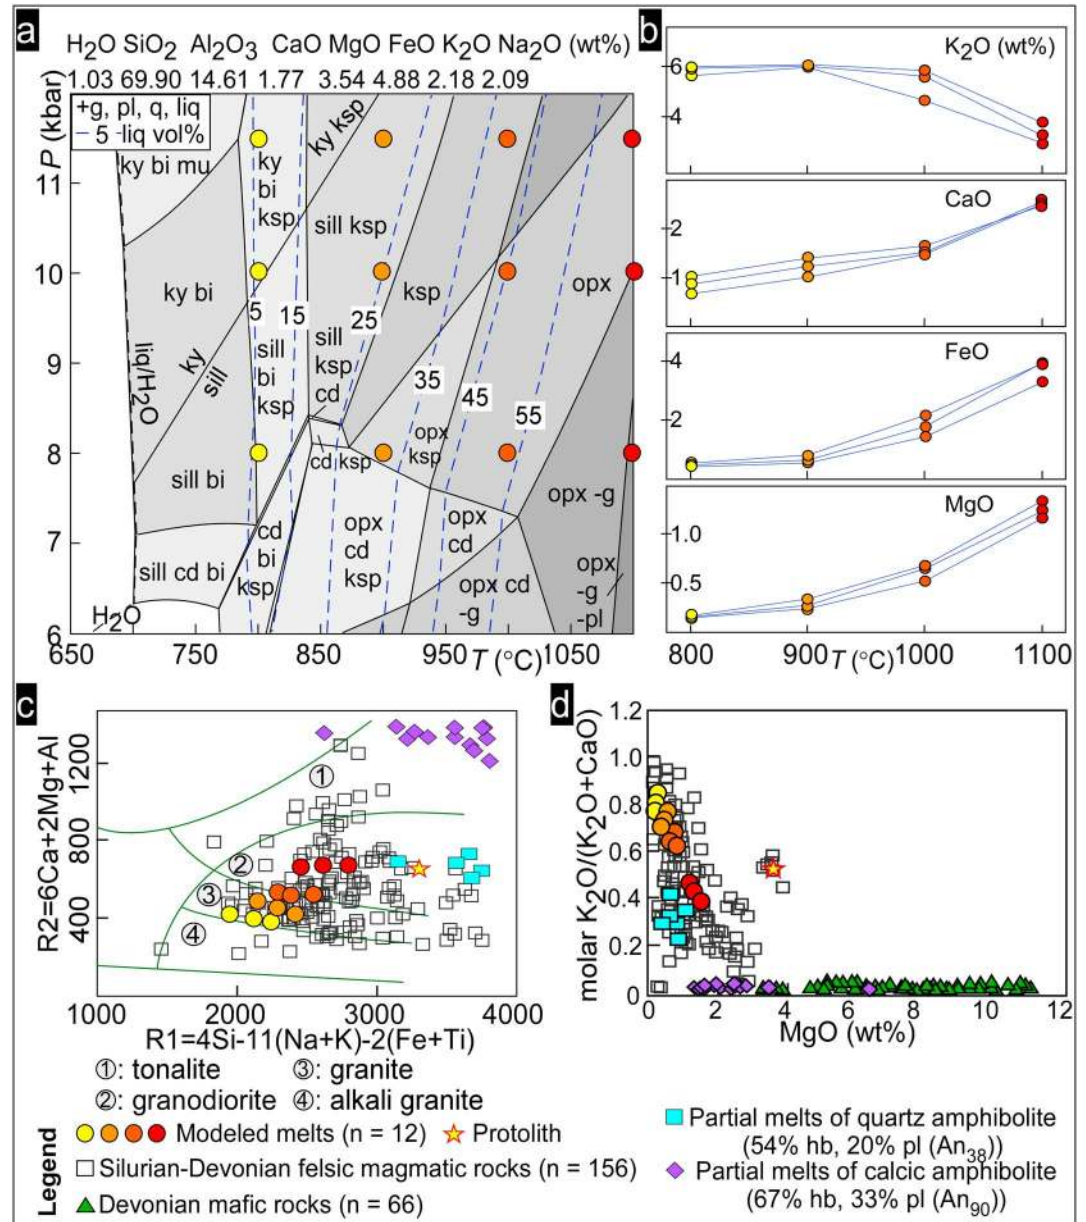 a
H₂O SiO₂ Al₂O₃ CaO MgO FeO K₂O Na₂O (wt%)
1.03 69.90 14.61 1.77 3.54 4.88 2.18 2.09
+g, pl, q, liq
5 liq vol%
P (kbar)
11
10
9
8
7
6
ky bi mu
ky
bi
ksp
ky ksp
sill ksp
ky bi
ksp
opx
5
15
25
35
45
55
liq/H₂O
ky
sill
sill
bi
ksp
sill
ksp
cd
cd ksp
opx
ksp
sill bi
opx -g
cd
bi
ksp
opx
cd
ksp
opx
cd
sill cd bi
opx cd
-g
opx
-g
-pl
H₂O
650 750 850 950 T (°C) 1050
b
K₂O (wt%)
6
4
CaO
2
1
FeO
4
2
MgO
1.0
0.5
800 900 T (°C) 1000 1100
c
R2=6Ca+2Mg+Al
1200
800
400
①
②
③
④
1000 2000 3000 4000
R1=4Si-11(Na+K)-2(Fe+Ti)
①: tonalite ③: granite
②: granodiorite ④: alkali granite
d
molar K₂O/(K₂O+CaO)
1.2
1.0
0.8
0.6
0.4
0.2
0
0 2 4 6 8 10 12
MgO (wt%)
Legend
Modeled melts (n = 12) Protolith
Silurian-Devonian felsic magmatic rocks (n = 156)
Devonian mafic rocks (n = 66)
Partial melts of quartz amphibolite
(54% hb, 20% pl (An₃₈))
Partial melts of calcic amphibolite
(67% hb, 33% pl (An₉₀))